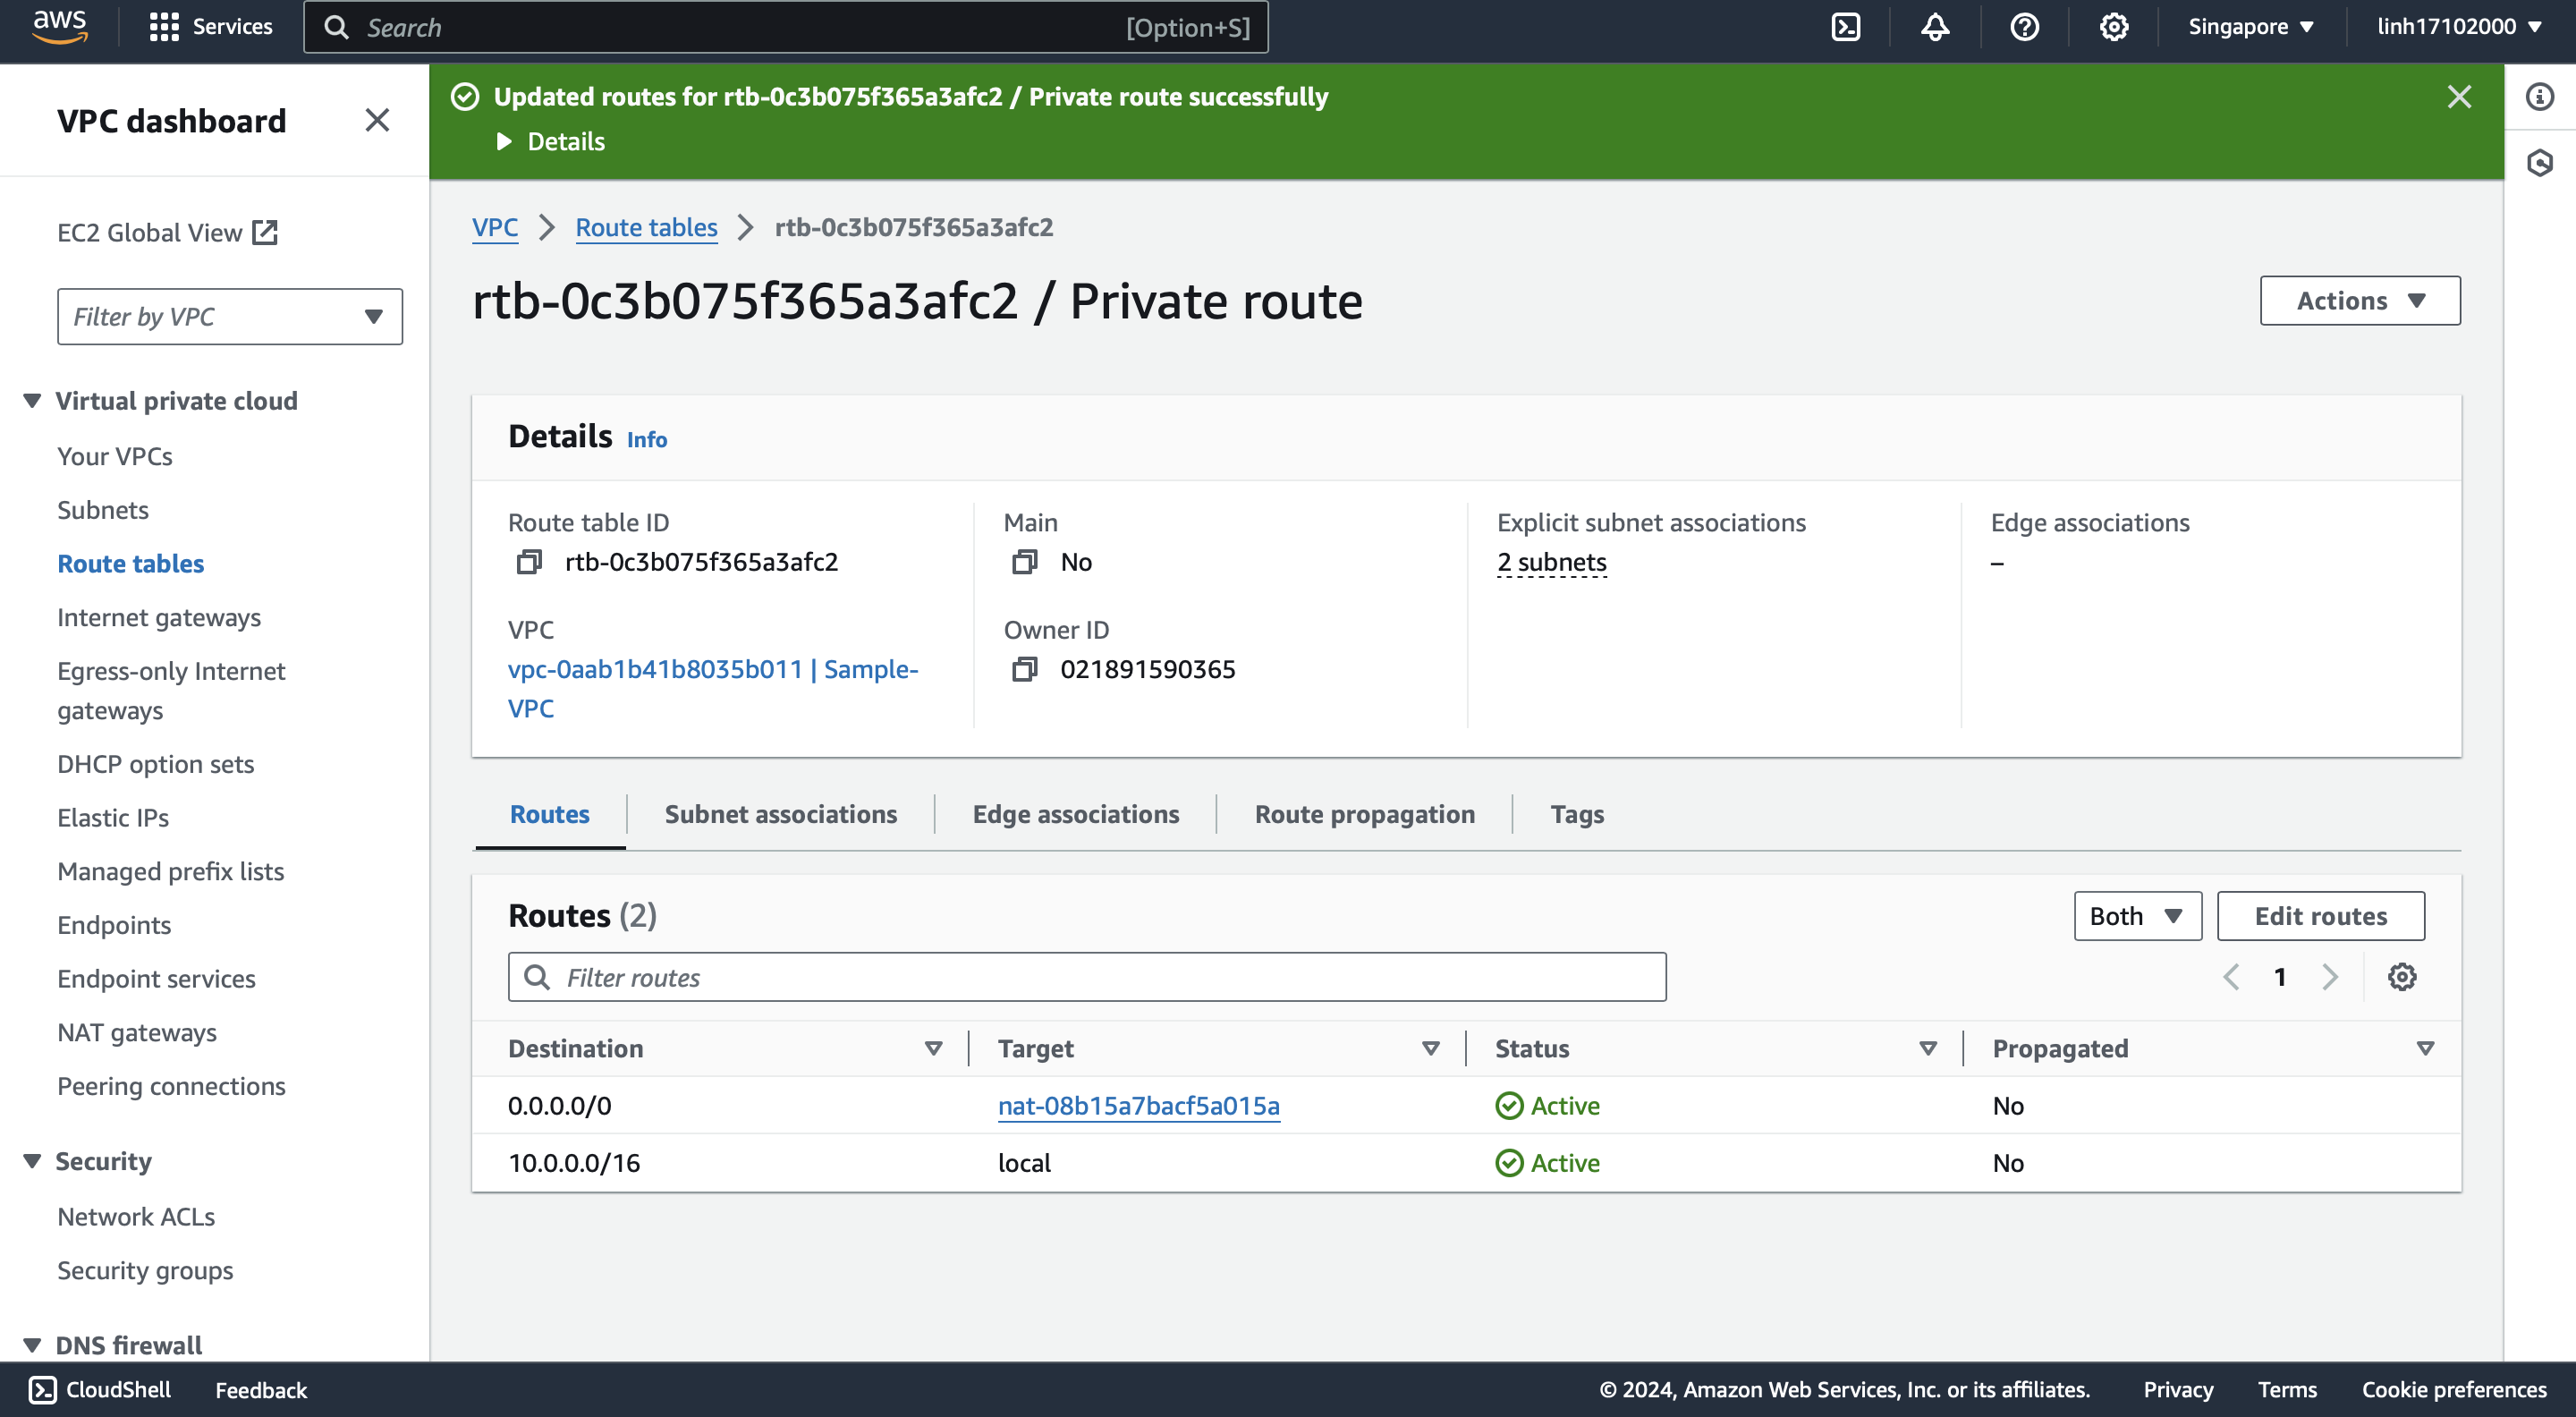 aws
Services
Search
[Option+S]
Singapore
linh17102000
VPC dashboard
Updated routes for rtb-0c3b075f365a3afc2 / Private route successfully
Details
EC2 Global View
Filter by VPC
Virtual private cloud
Your VPCs
Subnets
Route tables
Internet gateways
Egress-only Internet
gateways
DHCP option sets
Elastic IPs
Managed prefix lists
Endpoints
Endpoint services
NAT gateways
Peering connections
Security
Network ACLs
Security groups
DNS firewall
VPC
Route tables
rtb-0c3b075f365a3afc2
rtb-0c3b075f365a3afc2 / Private route
Actions
Details Info
Route table ID
rtb-0c3b075f365a3afc2
Main
No
Explicit subnet associations
2 subnets
Edge associations
–
VPC
vpc-0aab1b41b8035b011 | Sample-
VPC
Owner ID
021891590365
Routes
Subnet associations
Edge associations
Route propagation
Tags
Routes (2)
Both
Edit routes
Filter routes
1
Destination Target Status Propagated
0.0.0.0/0 nat-08b15a7bacf5a015a Active No
10.0.0.0/16 local Active No
CloudShell
Feedback
© 2024, Amazon Web Services, Inc. or its affiliates.
Privacy
Terms
Cookie preferences